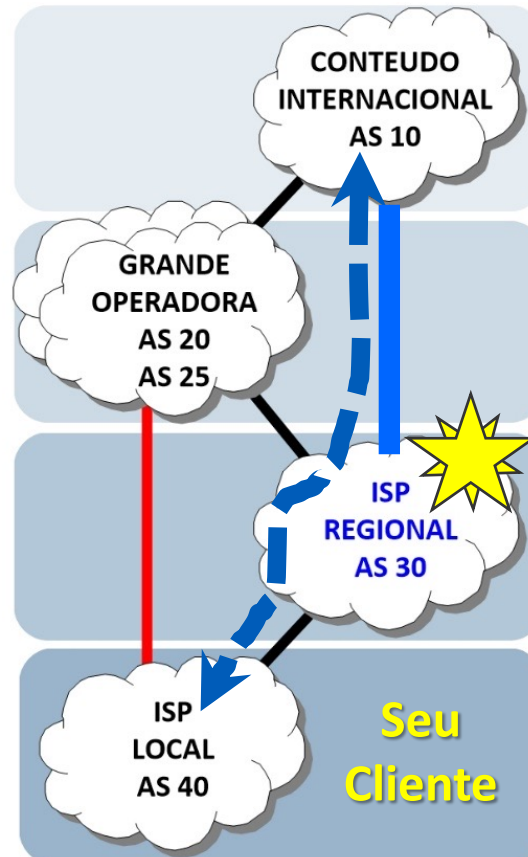 CONTEUDO
INTERNACIONAL
AS 10
GRANDE
OPERADORA
AS 20
AS 25
ISP
REGIONAL
AS 30
ISP
LOCAL
AS 40
Seu
Cliente